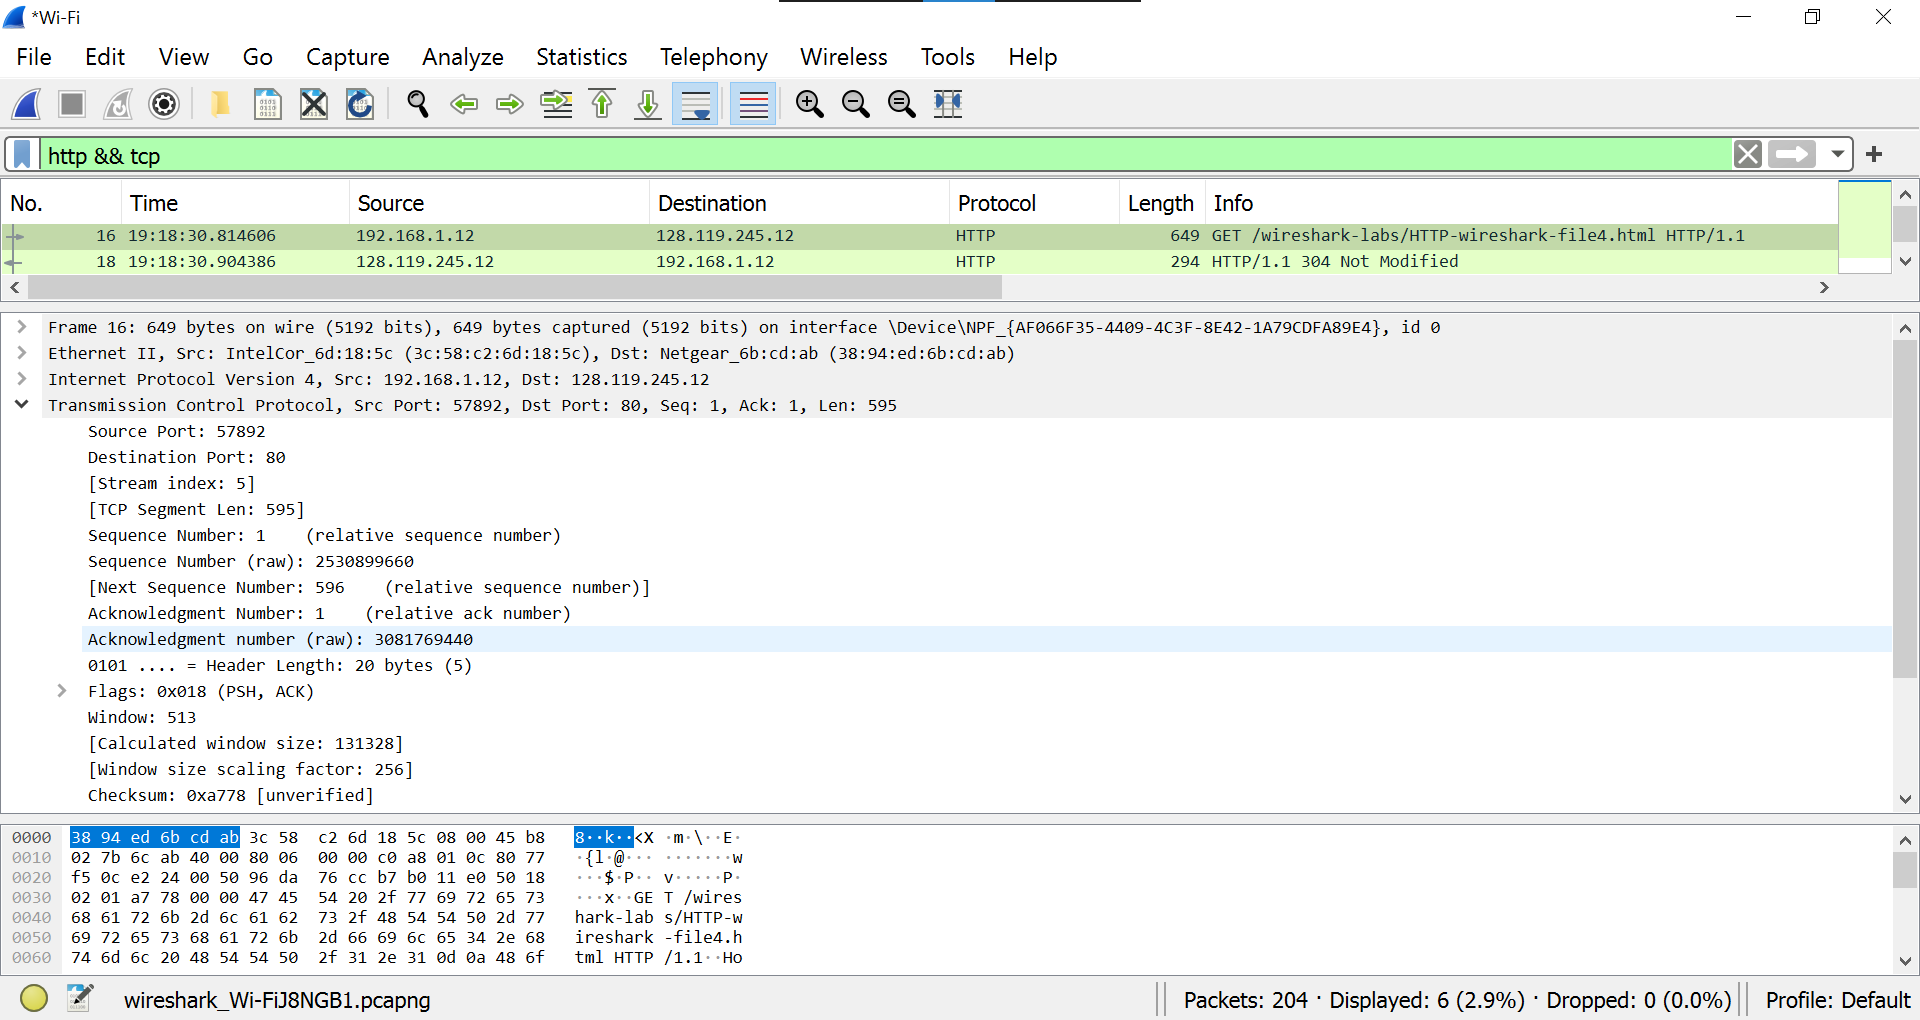 *Wi-Fi
File Edit View Go Capture Analyze Statistics Telephony Wireless Tools Help
http && tcp
No. Time Source Destination Protocol Length Info
16 19:18:30.814606 192.168.1.12 128.119.245.12 HTTP 649 GET /wireshark-labs/HTTP-wireshark-file4.html HTTP/1.1
18 19:18:30.904386 128.119.245.12 192.168.1.12 HTTP 294 HTTP/1.1 304 Not Modified
Frame 16: 649 bytes on wire (5192 bits), 649 bytes captured (5192 bits) on interface \Device\NPF_{AF066F35-4409-4C3F-8E42-1A79CDFA89E4}, id 0
Ethernet II, Src: IntelCor_6d:18:5c (3c:58:c2:6d:18:5c), Dst: Netgear_6b:cd:ab (38:94:ed:6b:cd:ab)
Internet Protocol Version 4, Src: 192.168.1.12, Dst: 128.119.245.12
Transmission Control Protocol, Src Port: 57892, Dst Port: 80, Seq: 1, Ack: 1, Len: 595
Source Port: 57892
Destination Port: 80
[Stream index: 5]
[TCP Segment Len: 595]
Sequence Number: 1    (relative sequence number)
Sequence Number (raw): 2530899660
[Next Sequence Number: 596    (relative sequence number)]
Acknowledgment Number: 1    (relative ack number)
Acknowledgment number (raw): 3081769440
0101 .... = Header Length: 20 bytes (5)
Flags: 0x018 (PSH, ACK)
Window: 513
[Calculated window size: 131328]
[Window size scaling factor: 256]
Checksum: 0xa778 [unverified]
0000 38 94 ed 6b cd ab 3c 58 c2 6d 18 5c 08 00 45 b8 8··k··<X ·m·\··E·
0010 02 7b 6c ab 40 00 80 06 00 00 c0 a8 01 0c 80 77 ·{l·@··· ·······w
0020 f5 0c e2 24 00 50 96 da 76 cc b7 b0 11 e0 50 18 ···$·P·· v·····P·
0030 02 01 a7 78 00 00 47 45 54 20 2f 77 69 72 65 73 ···x··GE T /wires
0040 68 61 72 6b 2d 6c 61 62 73 2f 48 54 54 50 2d 77 hark-lab s/HTTP-w
0050 69 72 65 73 68 61 72 6b 2d 66 69 6c 65 34 2e 68 ireshark -file4.h
0060 74 6d 6c 20 48 54 54 50 2f 31 2e 31 0d 0a 48 6f tml HTTP /1.1··Ho
wireshark_Wi-FiJ8NGB1.pcapng Packets: 204 · Displayed: 6 (2.9%) · Dropped: 0 (0.0%) Profile: Default